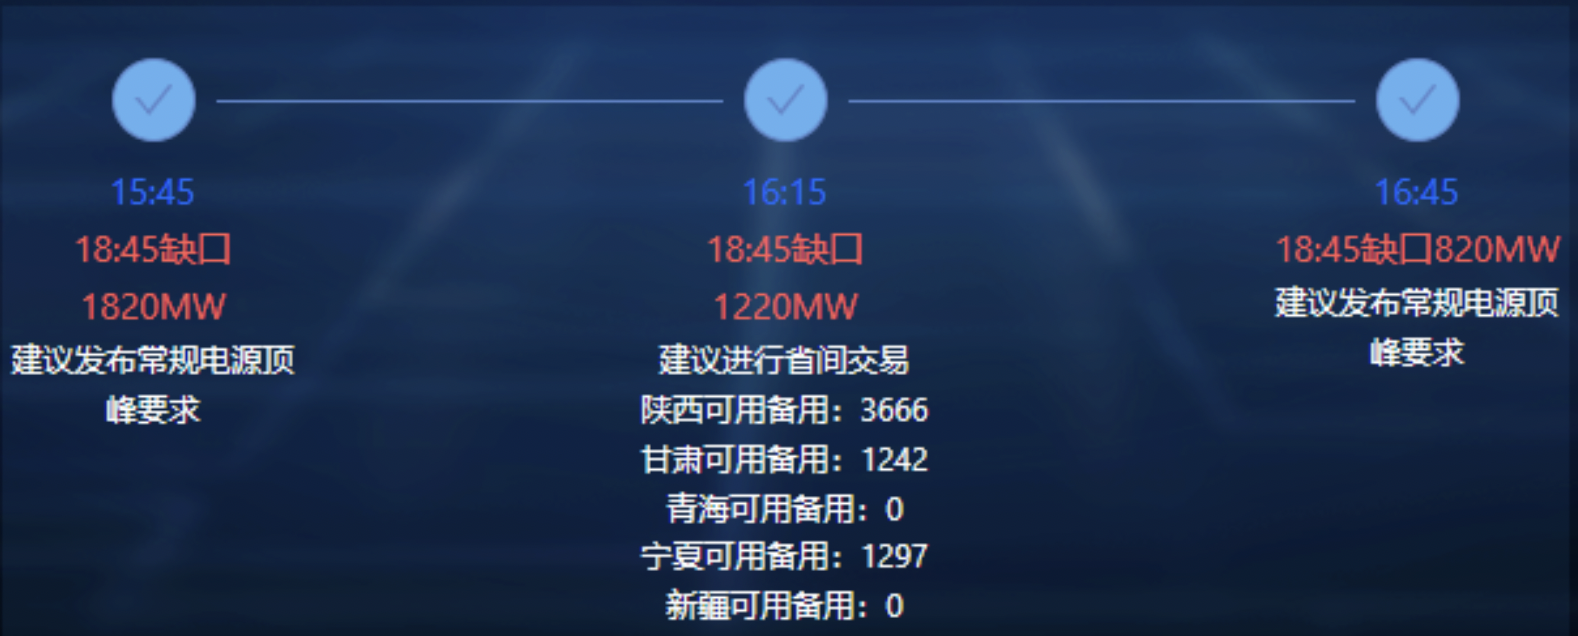 15:45
18:45缺口
1820MW
建议发布常规电源顶
峰要求
16:15
18:45缺口
1220MW
建议进行省间交易
陕西可用备用：3666
甘肃可用备用：1242
青海可用备用：0
宁夏可用备用：1297
新疆可用备用：0
16:45
18:45缺口820MW
建议发布常规电源顶
峰要求